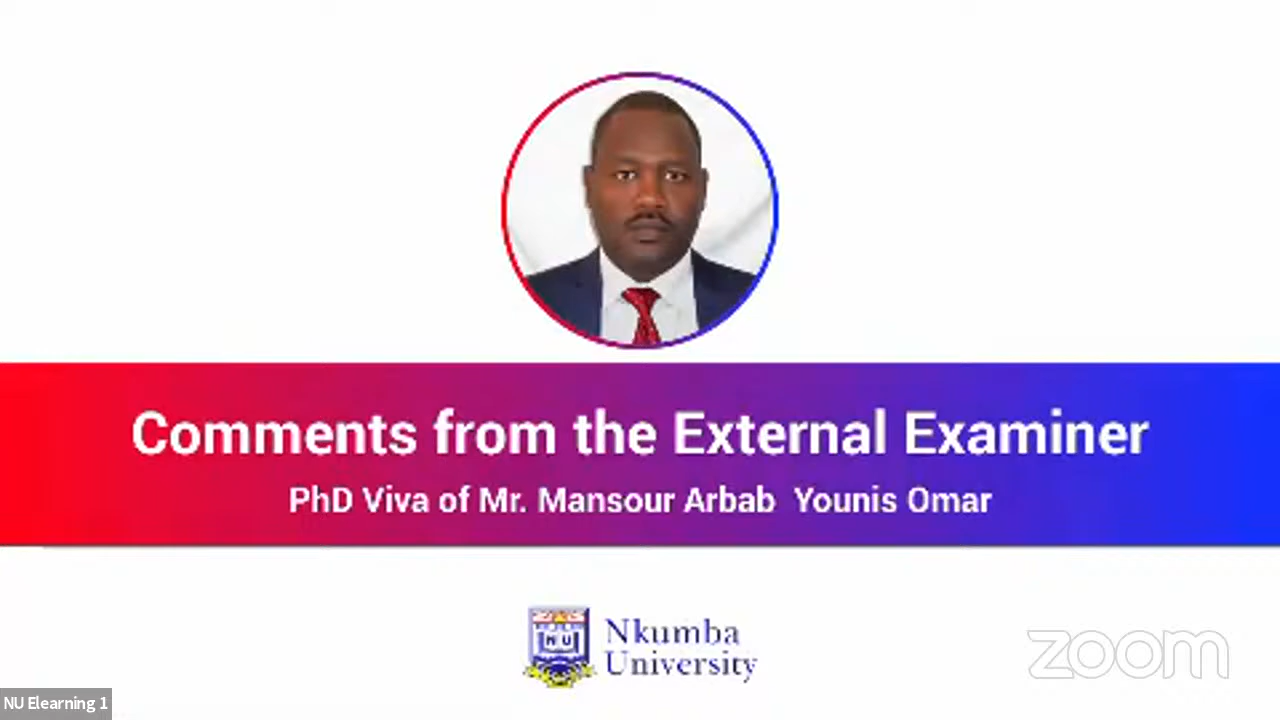 Comments from the External Examiner
PhD Viva of Mr. Mansour Arbab Younis Omar
NU
Nkumba
University
zoom
NU Elearning 1